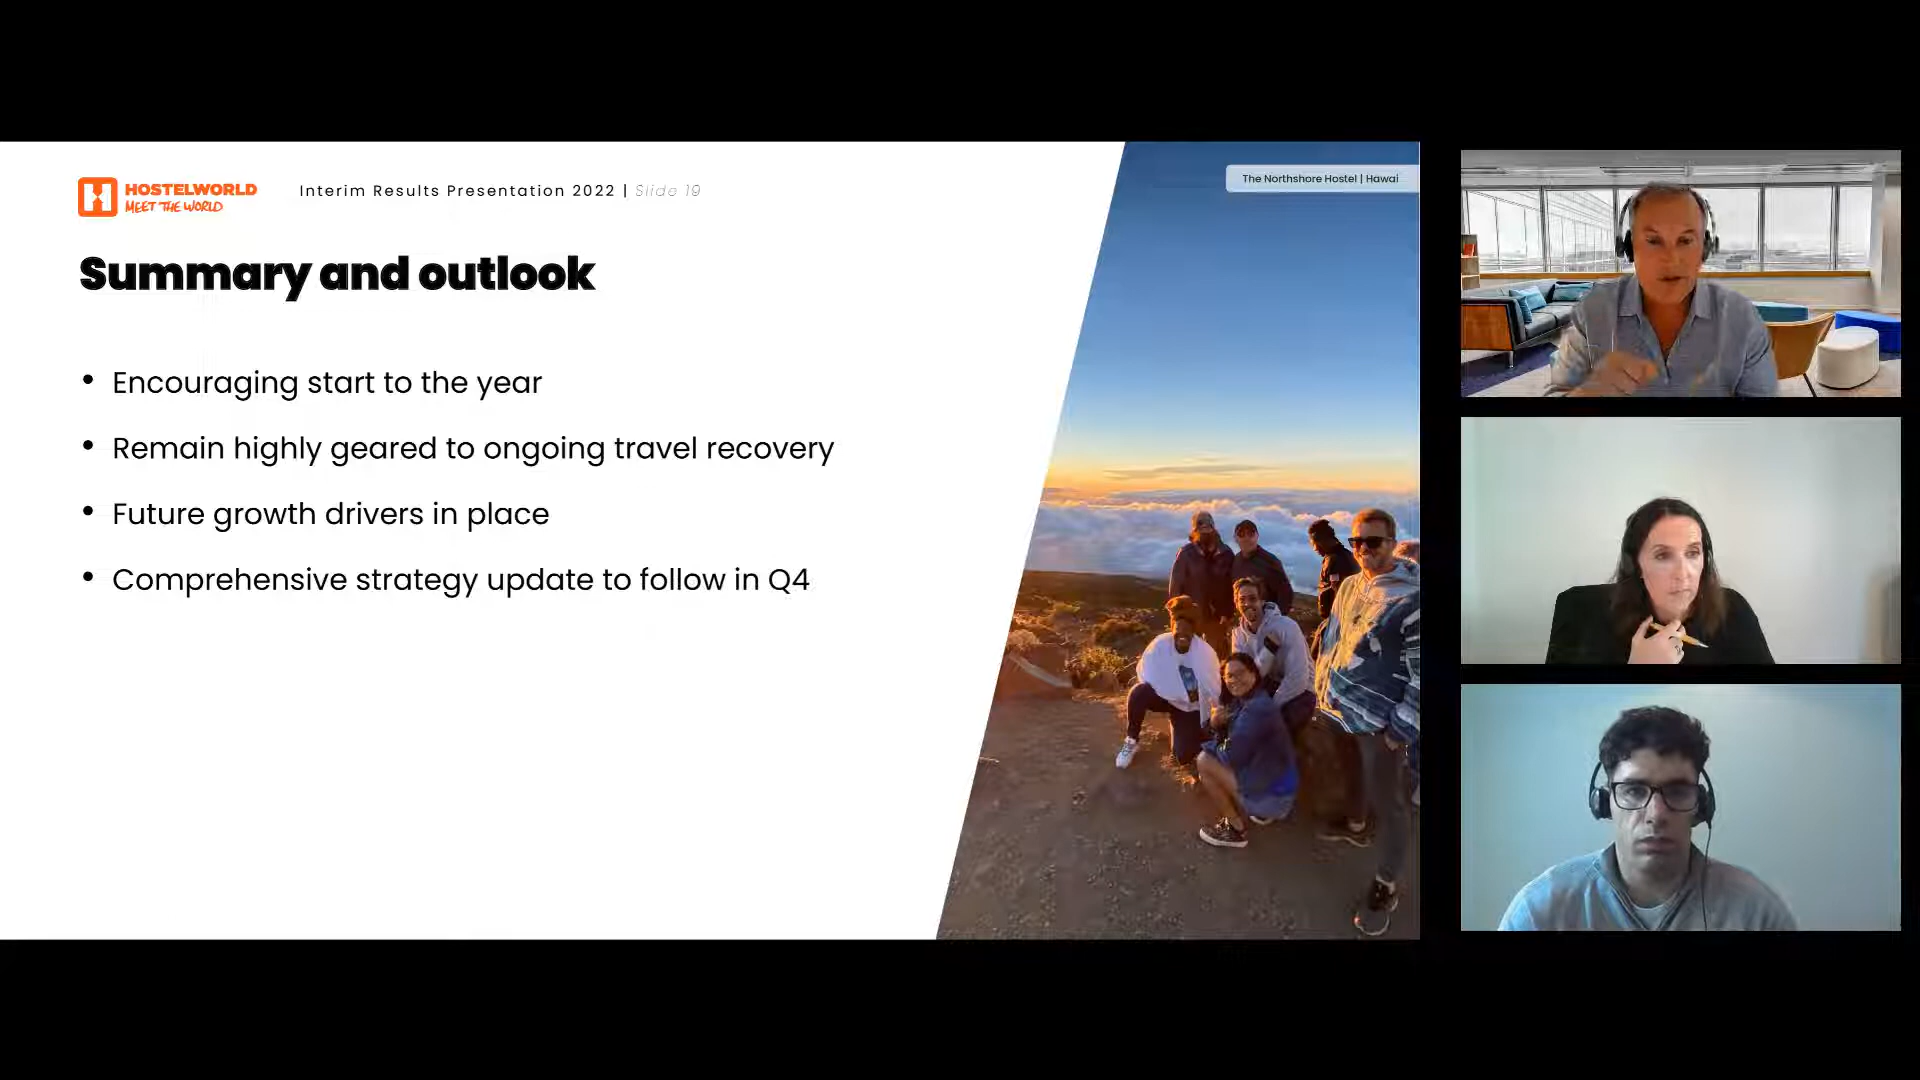 HOSTELWORLD
MEET THE WORLD
Interim Results Presentation 2022 | Slide 19
The Northshore Hostel | Hawai
Summary and outlook
• Encouraging start to the year
• Remain highly geared to ongoing travel recovery
• Future growth drivers in place
• Comprehensive strategy update to follow in Q4